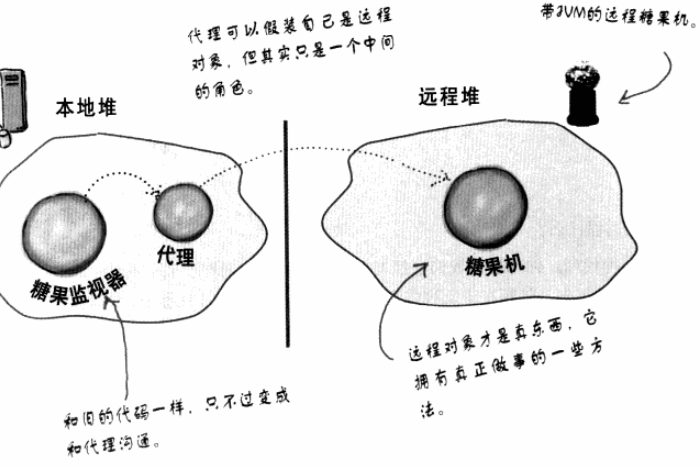 代理可以假装自己是远程
对象，但其实只是一个中间
的角色。
带JVM的远程糖果机。
本地堆
远程堆
代理
糖果监视器
糖果机
远程对象才是真东西，它
拥有真正做事的一些方
法。
和旧的代码一样，只不过变成
和代理沟通。